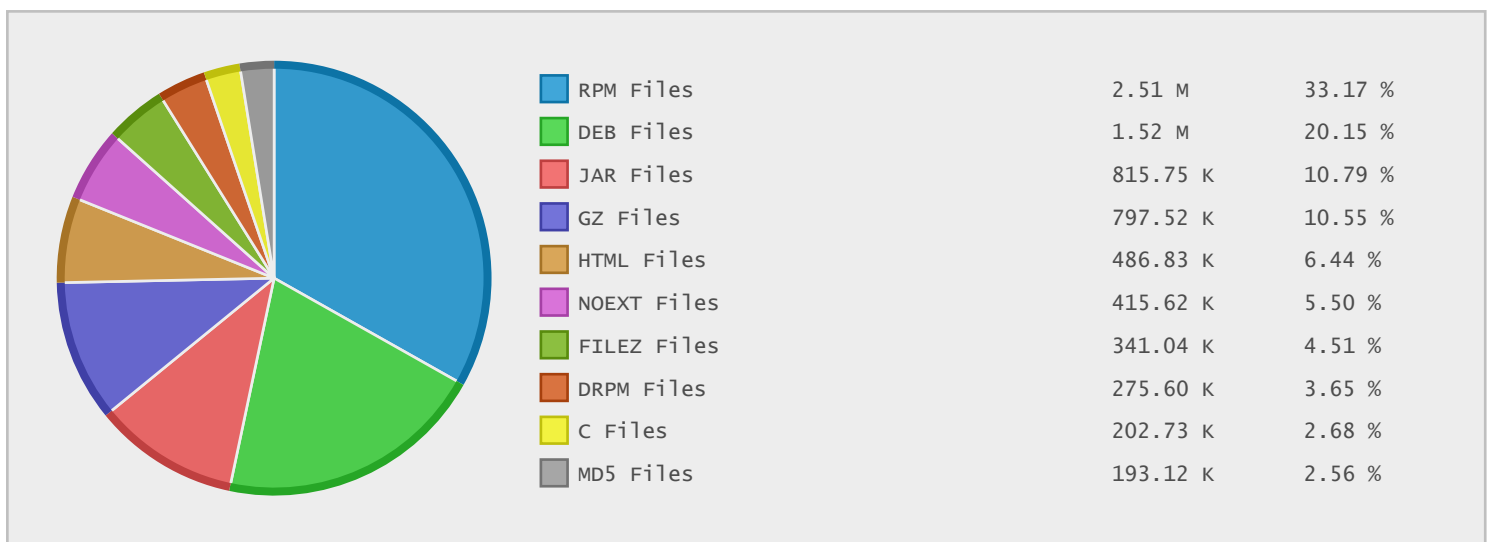 RPM Files 2.51 M 33.17 %
DEB Files 1.52 M 20.15 %
JAR Files 815.75 K 10.79 %
GZ Files 797.52 K 10.55 %
HTML Files 486.83 K 6.44 %
NOEXT Files 415.62 K 5.50 %
FILEZ Files 341.04 K 4.51 %
DRPM Files 275.60 K 3.65 %
C Files 202.73 K 2.68 %
MD5 Files 193.12 K 2.56 %